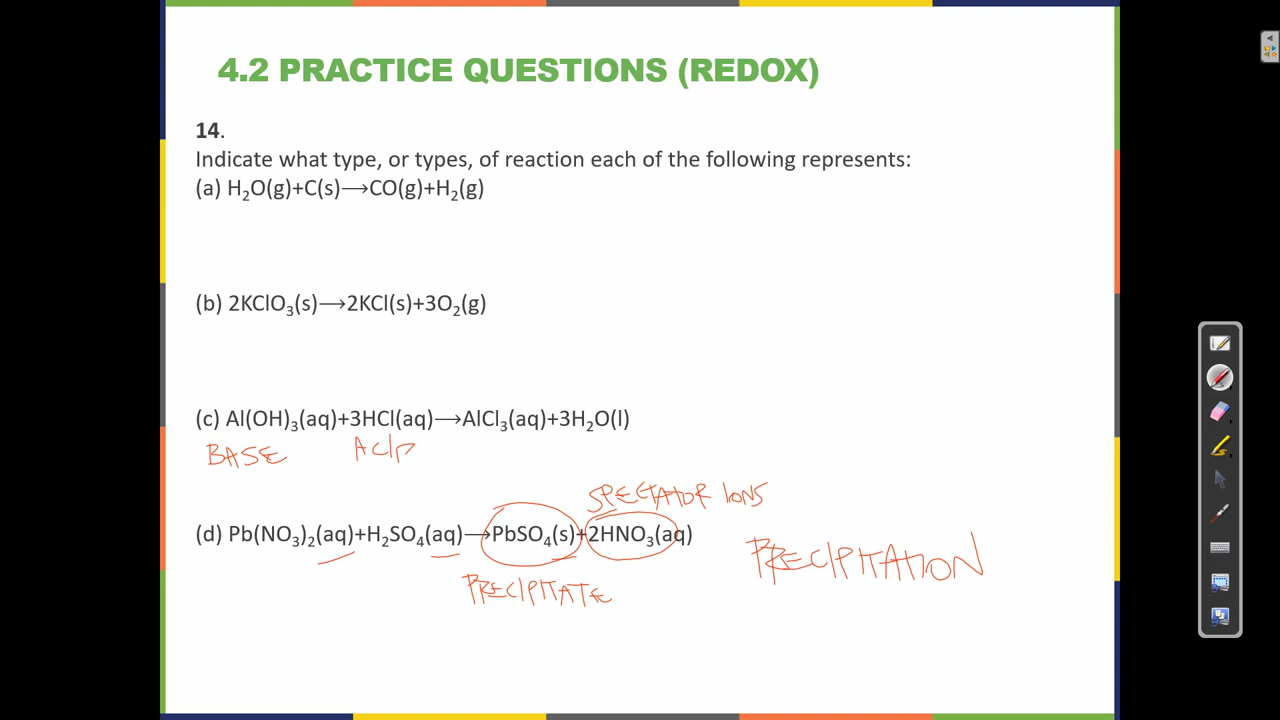 4.2 PRACTICE QUESTIONS (REDOX)
14.
Indicate what type, or types, of reaction each of the following represents:
(a) H₂O(g)+C(s)⟶CO(g)+H₂(g)
(b) 2KClO₃(s)⟶2KCl(s)+3O₂(g)
(c) Al(OH)₃(aq)+3HCl(aq)⟶AlCl₃(aq)+3H₂O(l)
BASE ACID
SPECTATOR IONS
(d) Pb(NO₃)₂(aq)+H₂SO₄(aq)⟶PbSO₄(s)+2HNO₃(aq)
PRECIPITATION
PRECIPITATE